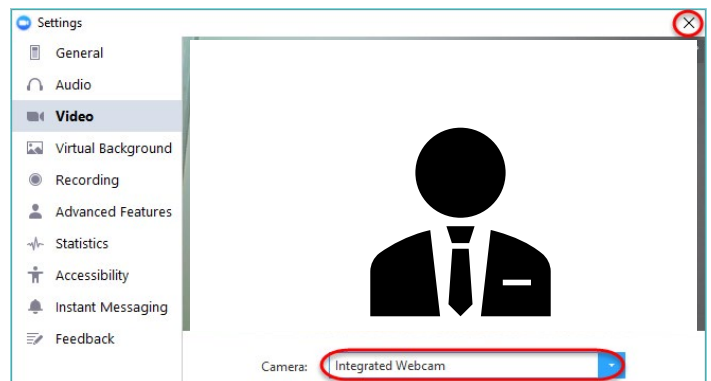 Settings
General
Audio
Video
Virtual Background
Recording
Advanced Features
Statistics
Accessibility
Instant Messaging
Feedback
Camera: Integrated Webcam